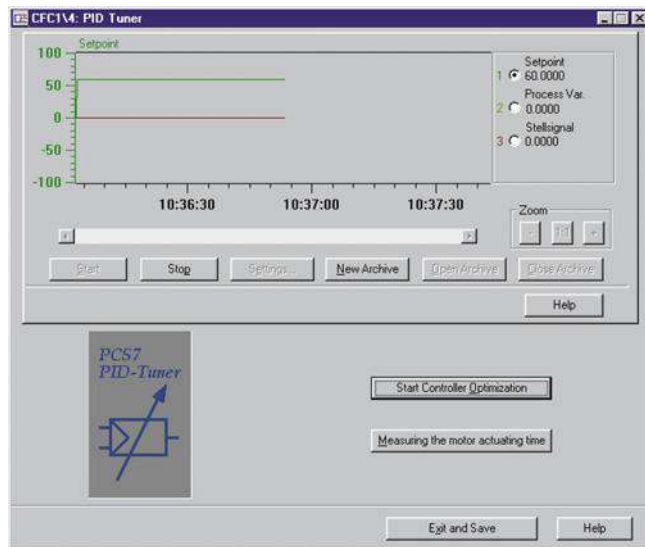 CFC1\4: PID Tuner
Setpoint
100
50
0
-50
-100
10:36:30 10:37:00 10:37:30
Setpoint
1 60.0000
Process Var.
2 0.0000
Stellsignal
3 0.0000
Zoom
- 1:1 +
Start Stop Settings... New Archive Open Archive Close Archive
Help
PCS7
PID-Tuner
Start Controller Optimization
Measuring the motor actuating time
Exit and Save Help